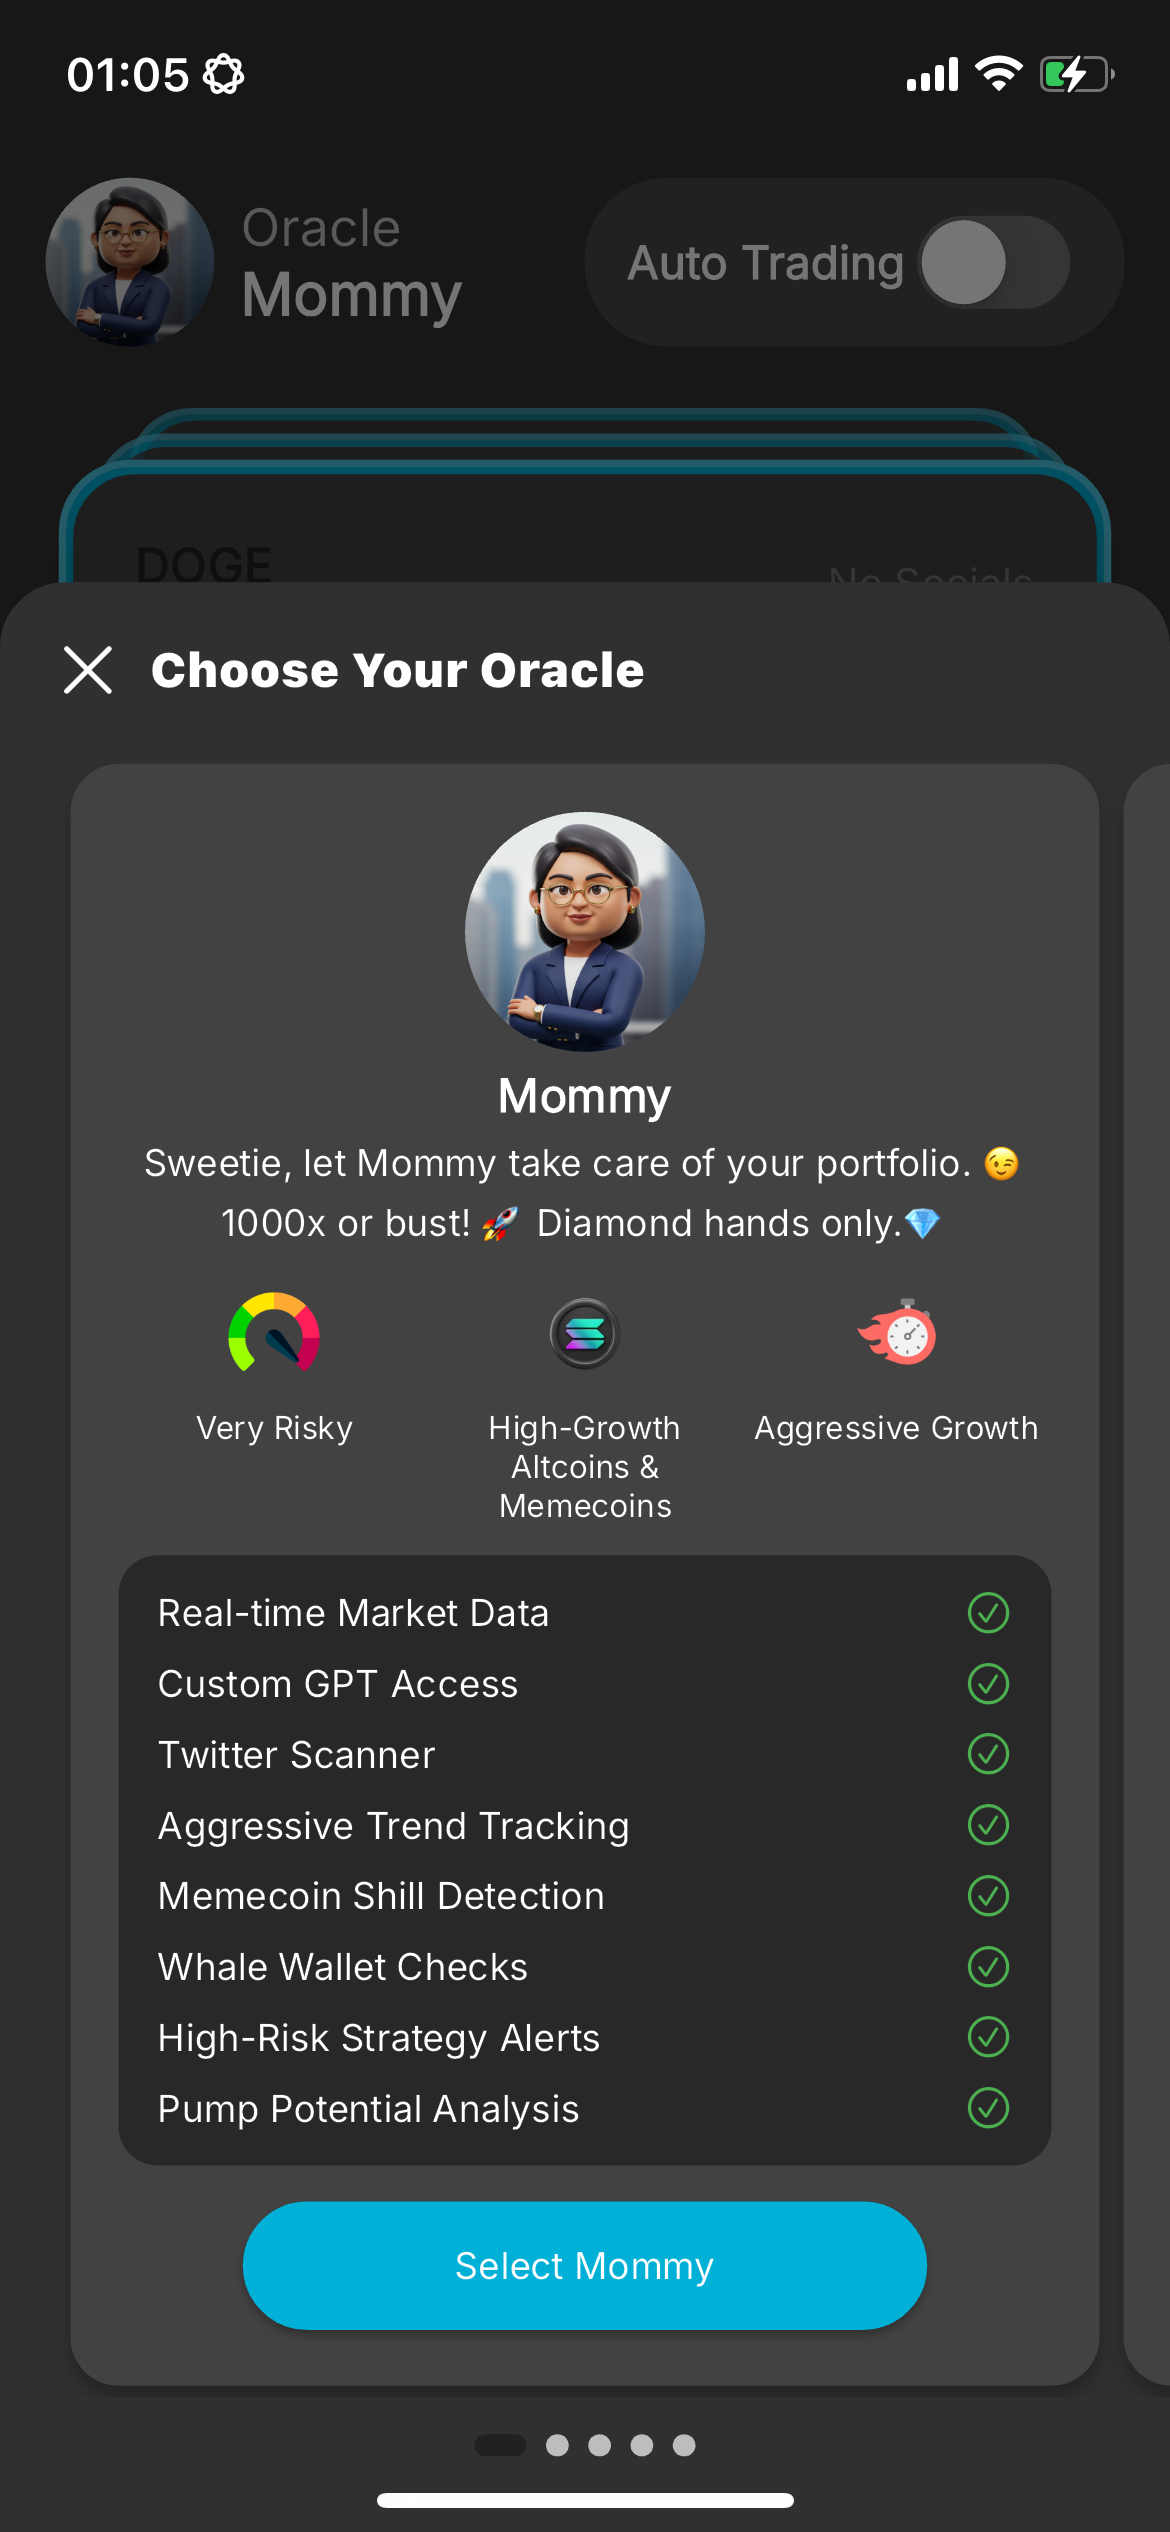 01:05
Oracle
Mommy
Auto Trading
DOGE
No Socials
Choose Your Oracle
Mommy
Sweetie, let Mommy take care of your portfolio. 😉
1000x or bust! 🚀 Diamond hands only.💎
Very Risky
High-Growth
Altcoins &
Memecoins
Aggressive Growth
Real-time Market Data
Custom GPT Access
Twitter Scanner
Aggressive Trend Tracking
Memecoin Shill Detection
Whale Wallet Checks
High-Risk Strategy Alerts
Pump Potential Analysis
Select Mommy